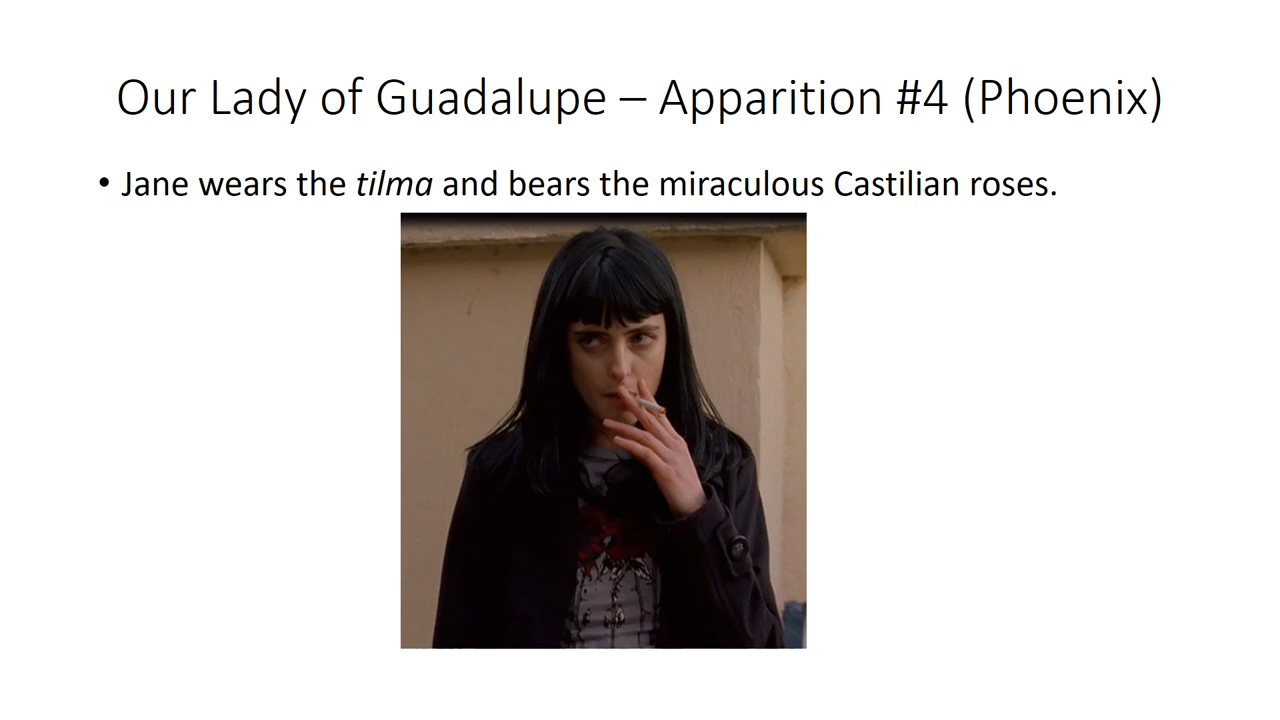 Our Lady of Guadalupe – Apparition #4 (Phoenix)
• Jane wears the tilma and bears the miraculous Castilian roses.